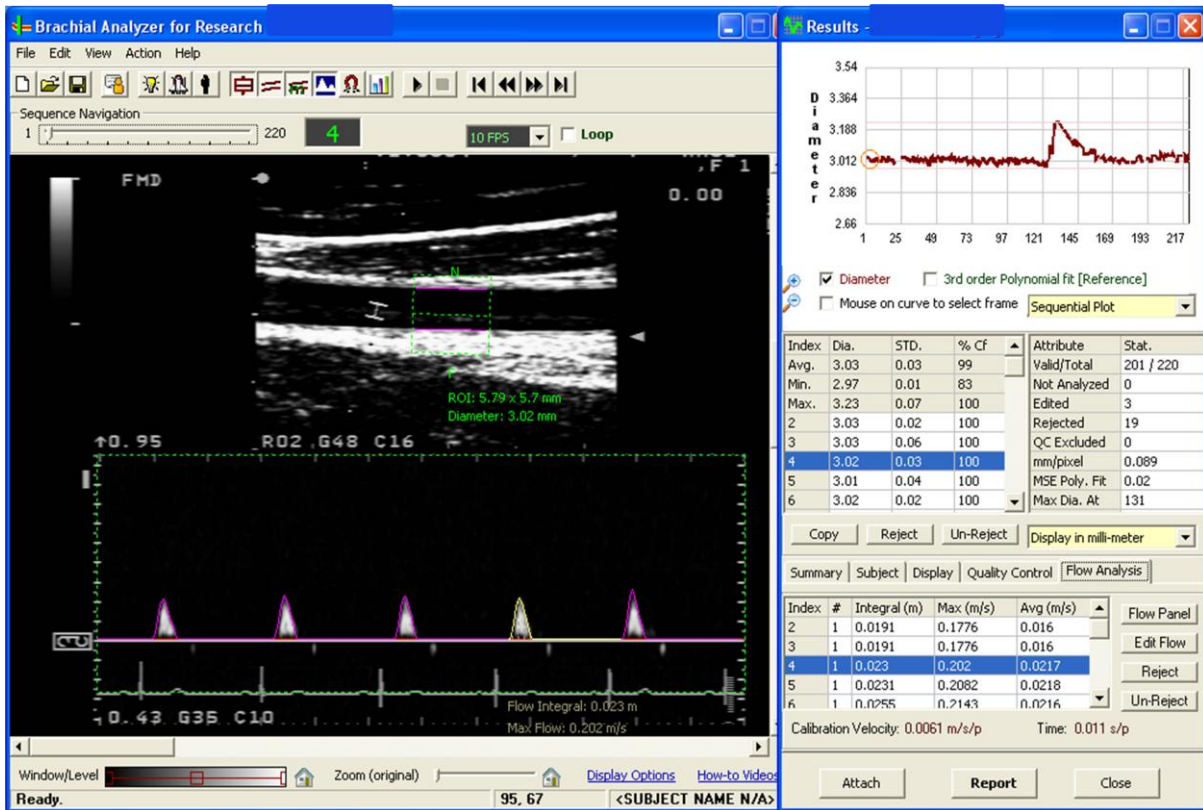 Brachial Analyzer for Research
File Edit View Action Help
Sequence Navigation
1 220 4 10 FPS Loop
FMD
,F 1
0.00
N
F
ROI: 5.79 x 5.7 mm
Diameter: 3.02 mm
↑0.95 R02 G48 C16
-0.43 G35 C10
Flow Integral: 0.023 m
Max Flow: 0.202 m/s
Window/Level Zoom (original) Display Options How-to Videos
Ready. 95, 67 <SUBJECT NAME N/A>
Results -
Diameter
3.54
3.364
3.188
3.012
2.836
2.66
1 25 49 73 97 121 145 169 193 217
Diameter 3rd order Polynomial fit [Reference]
Mouse on curve to select frame Sequential Plot
Index Dia. STD. % Cf Attribute Stat.
Avg. 3.03 0.03 99 Valid/Total 201 / 220
Min. 2.97 0.01 83 Not Analyzed 0
Max. 3.23 0.07 100 Edited 3
2 3.03 0.02 100 Rejected 19
3 3.03 0.06 100 QC Excluded 0
4 3.02 0.03 100 mm/pixel 0.089
5 3.01 0.04 100 MSE Poly. Fit 0.02
6 3.02 0.02 100 Max Dia. At 131
Copy Reject Un-Reject Display in milli-meter
Summary Subject Display Quality Control Flow Analysis
Index # Integral (m) Max (m/s) Avg (m/s)
2 1 0.0191 0.1776 0.016
3 1 0.0191 0.1776 0.016
4 1 0.023 0.202 0.0217
5 1 0.0231 0.2082 0.0218
6 1 0.0255 0.2143 0.0216
Flow Panel
Edit Flow
Reject
Un-Reject
Calibration Velocity: 0.0061 m/s/p Time: 0.011 s/p
Attach Report Close